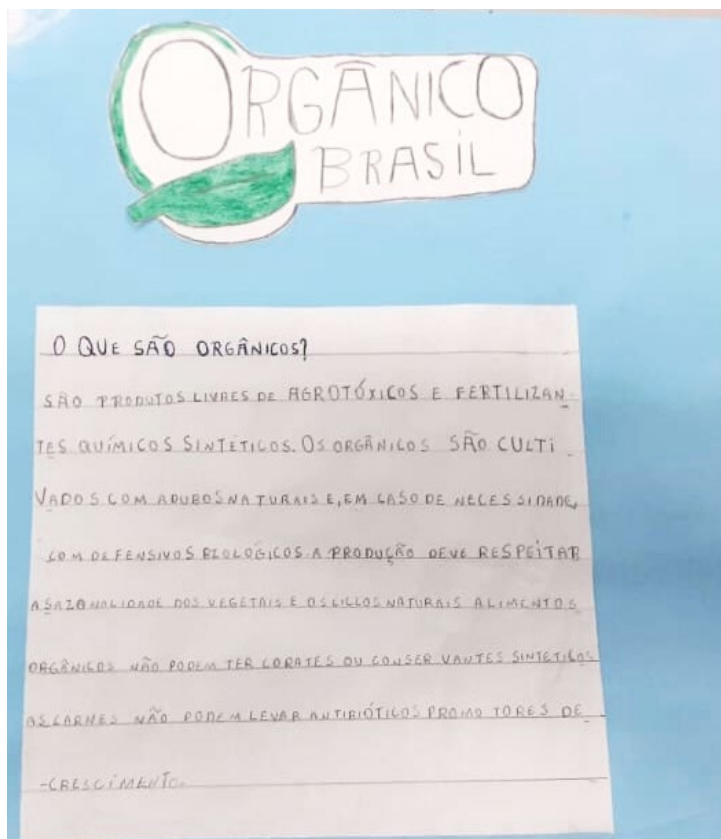 ORGÂNICO
BRASIL
O QUE SÃO ORGÂNICOS?
SÃO PRODUTOS LIVRES DE AGROTÓXICOS E FERTILIZAN-
TES QUÍMICOS SINTÉTICOS. OS ORGÂNICOS SÃO CULTI-
VADOS COM ADUBOS NATURAIS E, EM CASO DE NECESSIDADE,
COM DEFENSIVOS BIOLÓGICOS. A PRODUÇÃO DEVE RESPEITAR
A SAZONALIDADE DOS VEGETAIS E OS CICLOS NATURAIS ALIMENTOS
ORGÂNICOS NÃO PODEM TER CORATES OU CONSERVANTES SINTETICOS
AS CARNES NÃO PODEM LEVAR ANTIBIÓTICOS PROMOTORES DE
-CRESCIMENTO.